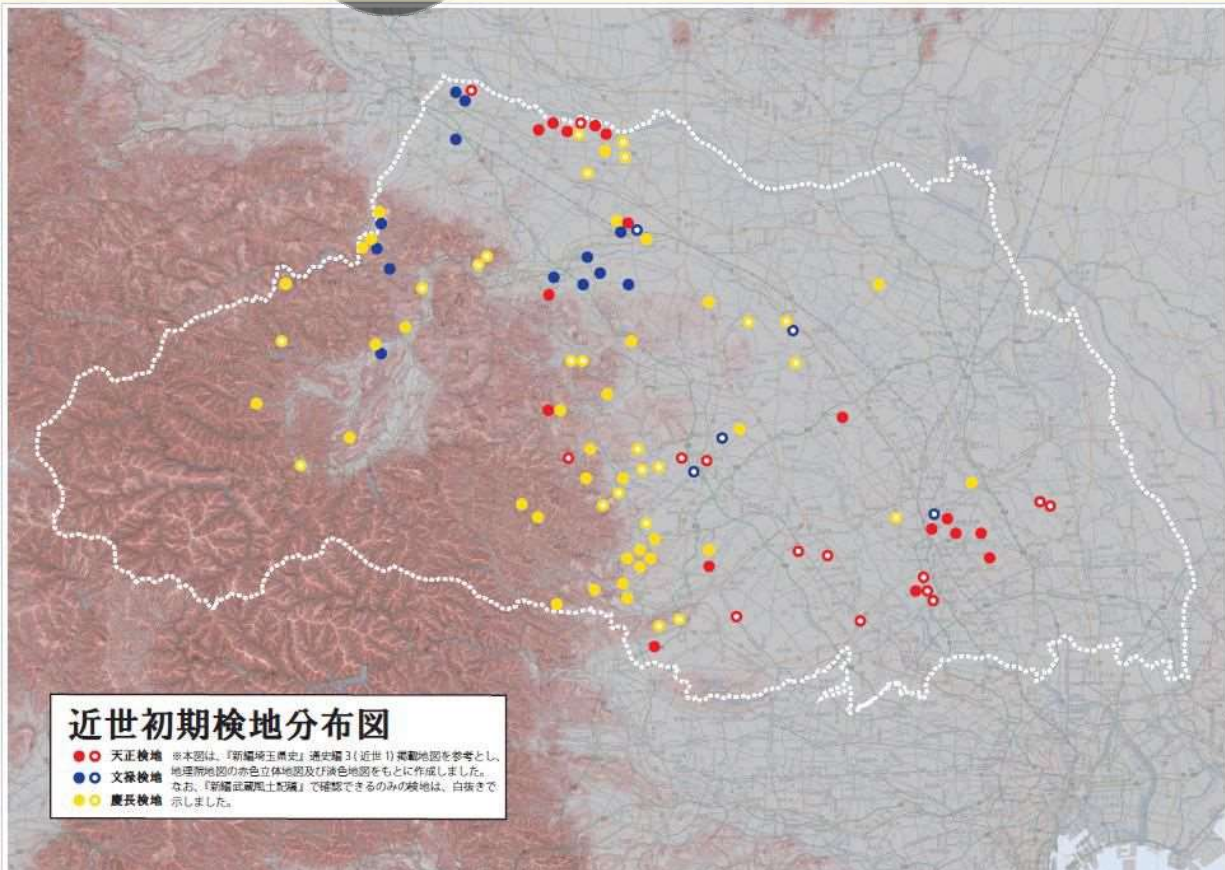 近世初期検地分布図
天正検地
文禄検地
慶長検地
※本図は、『新編埼玉県史』通史編3(近世1)掲載地図を参考とし、
地理院地図の赤色立体地図及び淡色地図をもとに作成しました。
なお、『新編武蔵風土記稿』で確認できるのみの検地は、白抜きで
示しました。